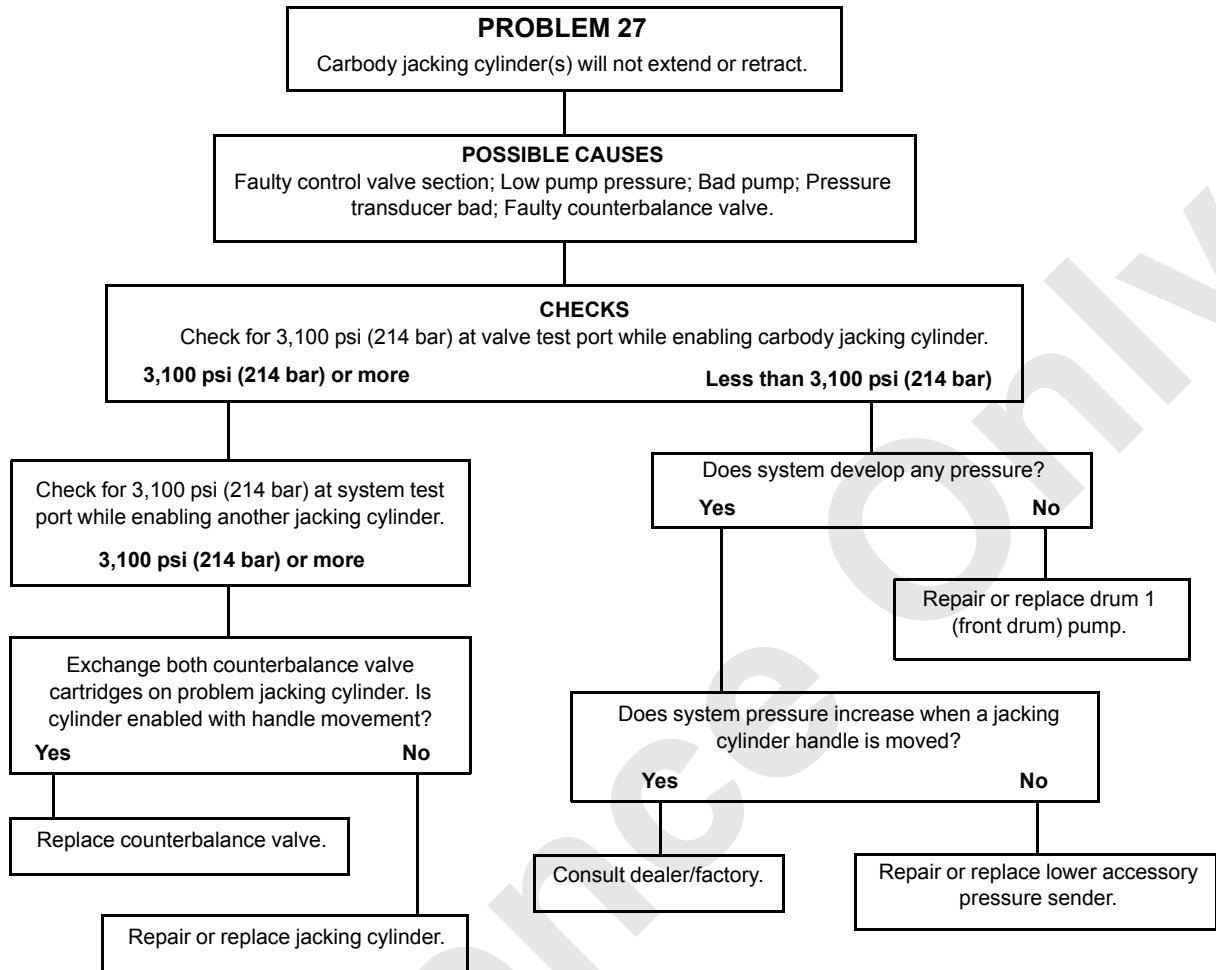 PROBLEM 27
Carbody jacking cylinder(s) will not extend or retract.
POSSIBLE CAUSES
Faulty control valve section; Low pump pressure; Bad pump; Pressure
transducer bad; Faulty counterbalance valve.
CHECKS
Check for 3,100 psi (214 bar) at valve test port while enabling carbody jacking cylinder.
3,100 psi (214 bar) or more
Less than 3,100 psi (214 bar)
Check for 3,100 psi (214 bar) at system test
port while enabling another jacking cylinder.
3,100 psi (214 bar) or more
Exchange both counterbalance valve
cartridges on problem jacking cylinder. Is
cylinder enabled with handle movement?
Yes
No
Replace counterbalance valve.
Repair or replace jacking cylinder.
Does system develop any pressure?
Yes
No
Repair or replace drum 1
(front drum) pump.
Does system pressure increase when a jacking
cylinder handle is moved?
Yes
No
Consult dealer/factory.
Repair or replace lower accessory
pressure sender.
Only